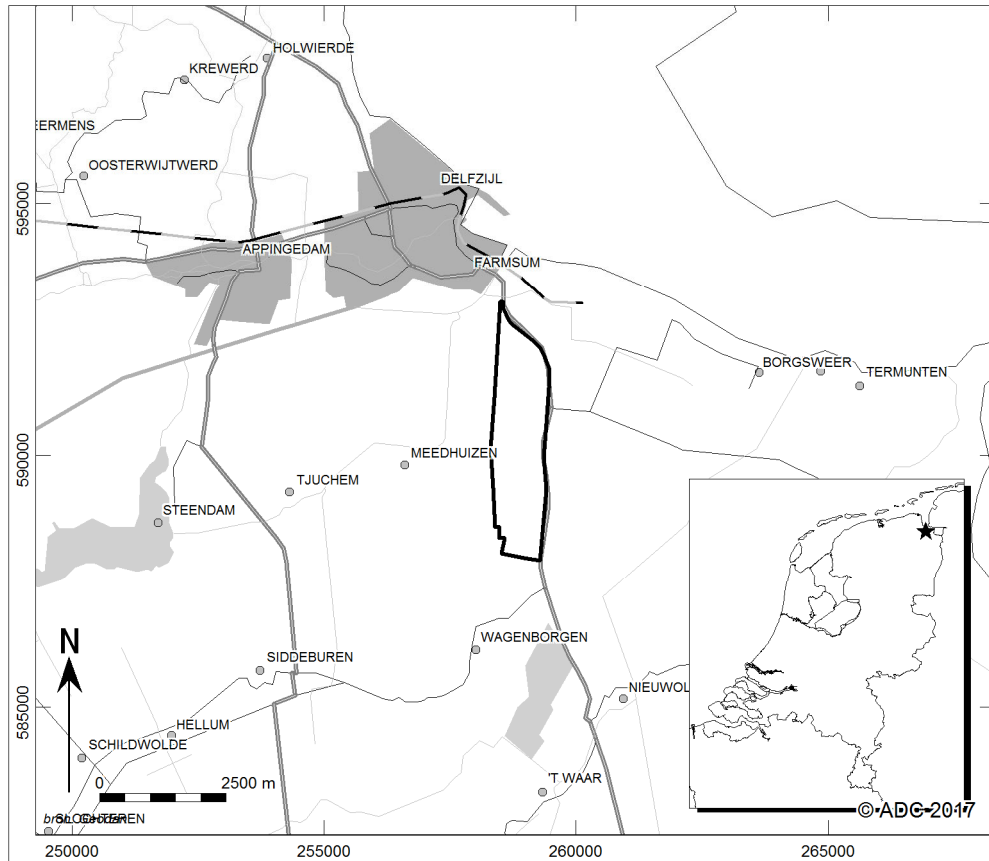 HOLWIERDE
KREWERD
EERMENS
OOSTERWIJTWERD
DELFZIJL
595000
APPINGEDAM
FARMSUM
BORGSWEER
TERMUNTEN
590000
MEEDHUIZEN
TJUCHEM
STEENDAM
N
WAGENBORGEN
SIDDEBUREN
585000
NIEUWOL
HELLUM
SCHILDWOLDE
0 2500 m
'T WAAR
© ADC 2017
SLOCHTEREN
250000 255000 260000 265000